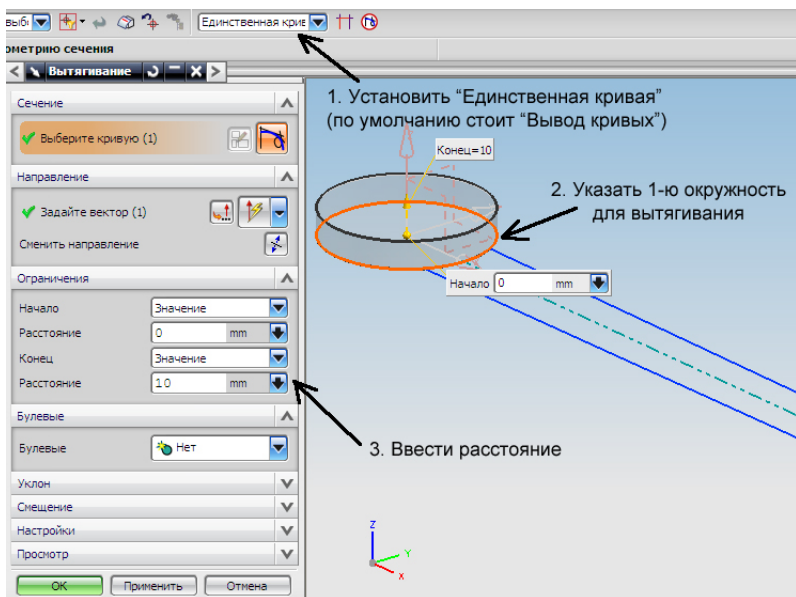 Единственная крив
ометрию сечения
Вытягивание
Сечение
Выберите кривую (1)
Направление
Задайте вектор (1)
Сменить направление
Ограничения
Начало Значение
Расстояние 0 mm
Конец Значение
Расстояние 10 mm
Булевые
Булевые Нет
Уклон
Смещение
Настройки
Просмотр
OK Применить Отмена
1. Установить “Единственная кривая”
(по умолчанию стоит “Вывод кривых”)
Конец=10
2. Указать 1-ю окружность
для вытягивания
Начало 0 mm
3. Ввести расстояние
Z
Y
X